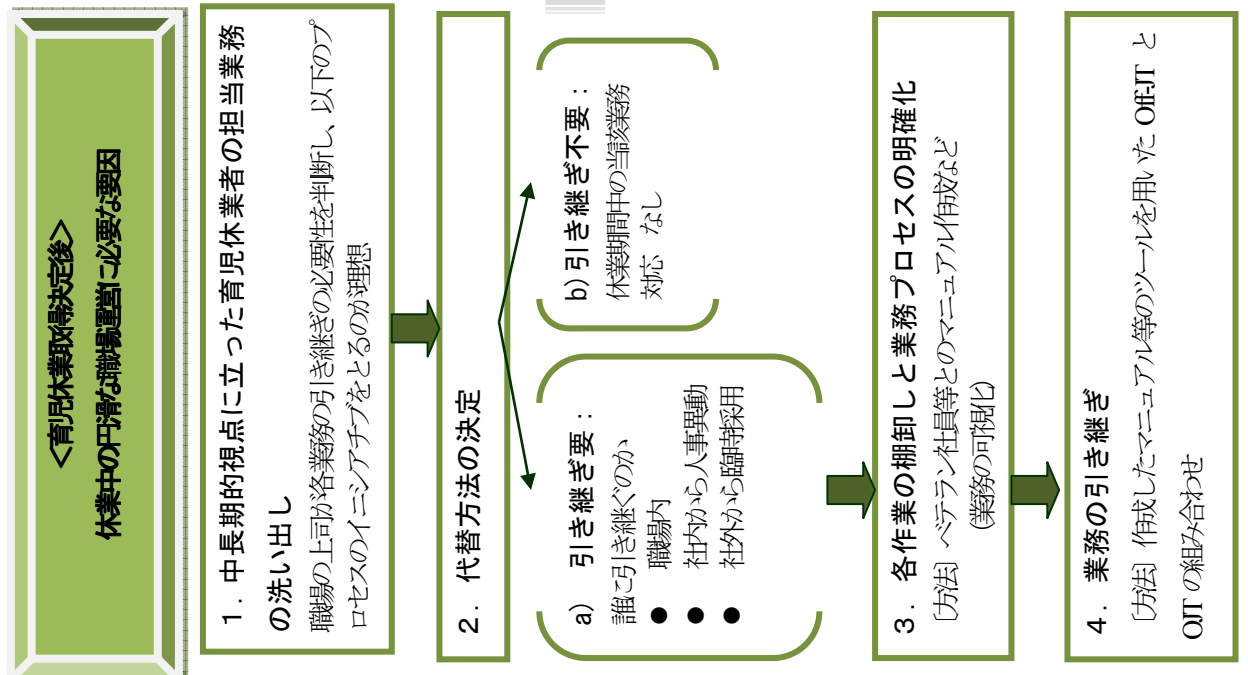 <育児休業取得決定後>
休業中の円滑な職場運営に必要な要因
1．中長期的視点に立った育児休業者の担当業務
の洗い出し
職場の上司が各業務の引き継ぎの必要性を判断し、以下のプ
ロセスのイニシアチブをとるのが理想
2．代替方法の決定
a) 引き継ぎ要：
誰に引き継ぐのか
● 職場内
● 社内から人事異動
● 社外から臨時採用
b) 引き継ぎ不要：
休業期間中の当該業務
対応 なし
3．各作業の棚卸しと業務プロセスの明確化
〔方法〕ベテラン社員等とのマニュアル作成など
(業務の可視化)
4．業務の引き継ぎ
〔方法〕作成したマニュアル等のツールを用いた Off-JT と
OJT の組み合わせ